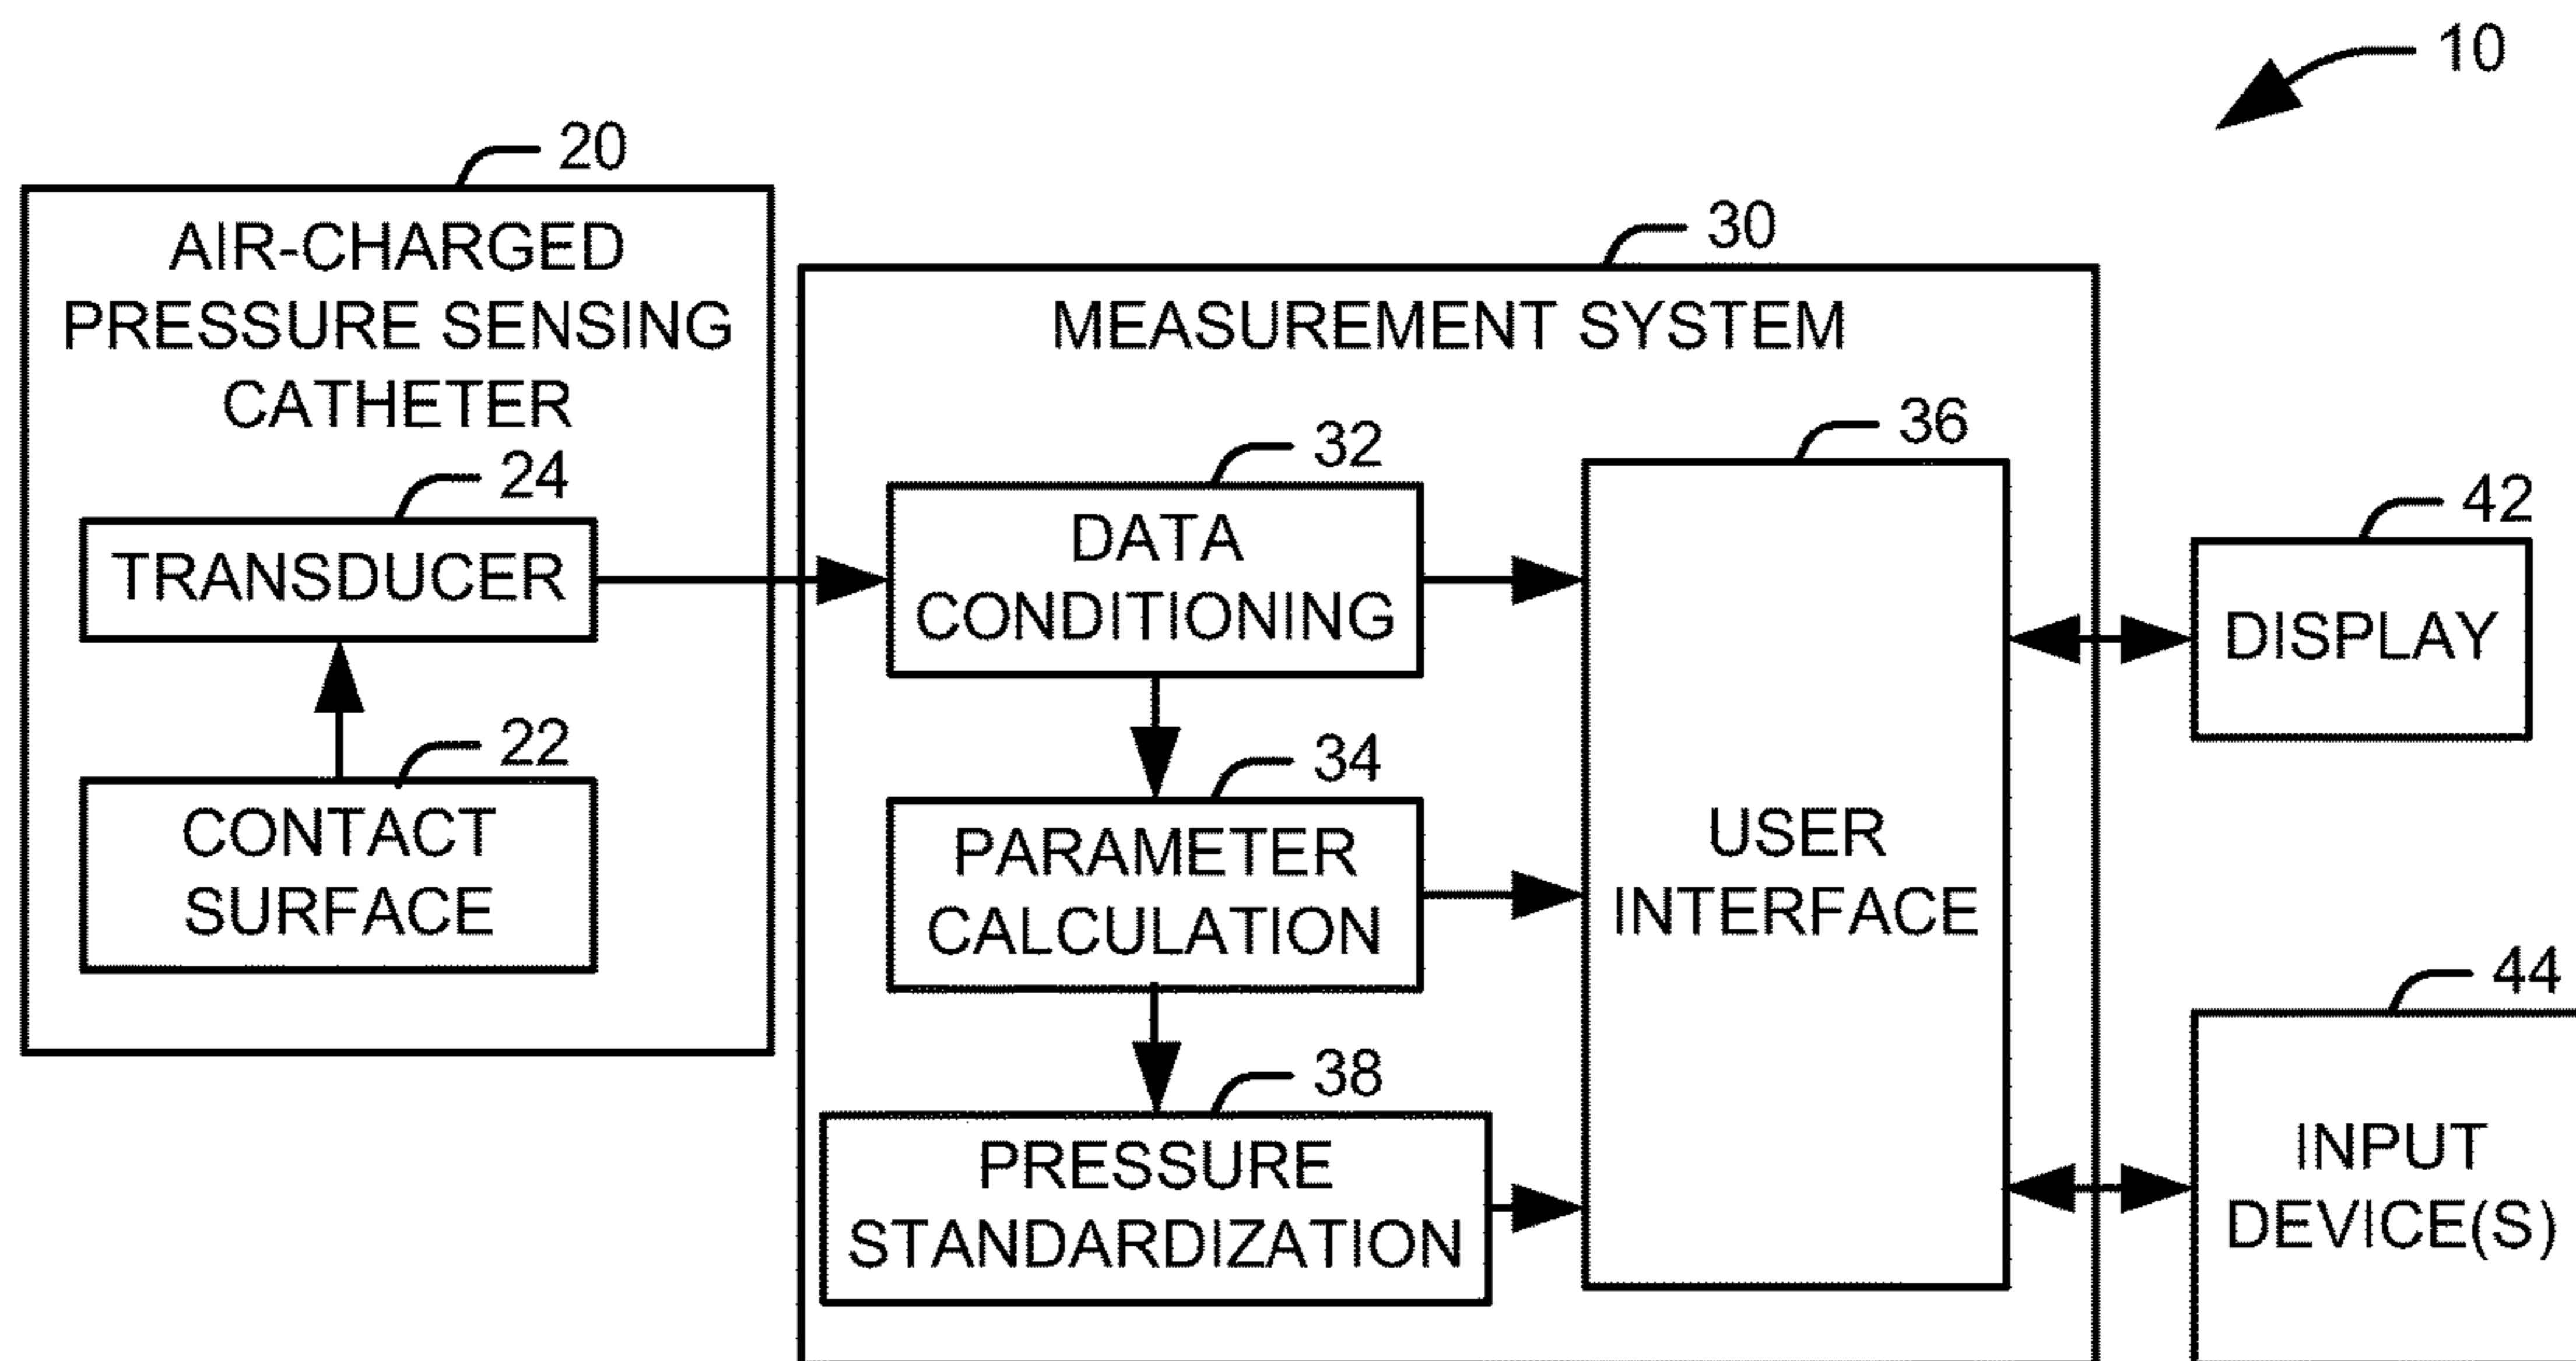 10
20
AIR-CHARGED
PRESSURE SENSING
CATHETER
24
TRANSDUCER
22
CONTACT
SURFACE
30
MEASUREMENT SYSTEM
32
DATA
CONDITIONING
34
PARAMETER
CALCULATION
38
PRESSURE
STANDARDIZATION
36
USER
INTERFACE
42
DISPLAY
44
INPUT
DEVICE(S)